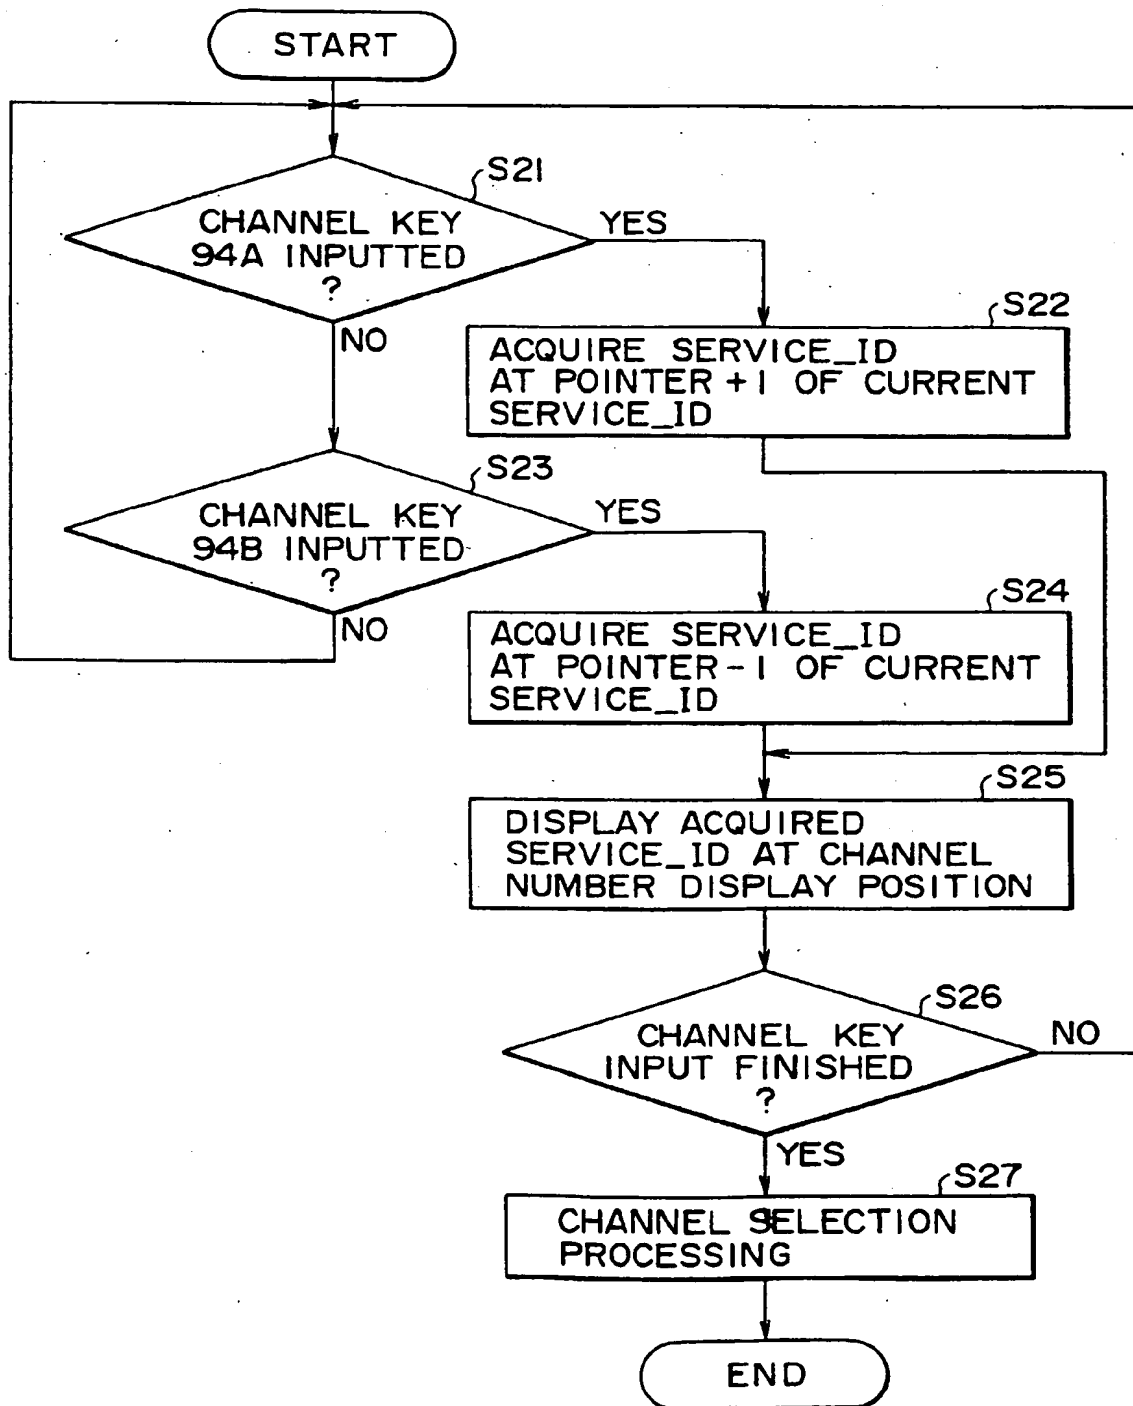 START
S21
CHANNEL KEY
94A INPUTTED
?
YES
NO
S22
ACQUIRE SERVICE_ID
AT POINTER +1 OF CURRENT
SERVICE_ID
S23
CHANNEL KEY
94B INPUTTED
?
YES
NO
S24
ACQUIRE SERVICE_ID
AT POINTER -1 OF CURRENT
SERVICE_ID
S25
DISPLAY ACQUIRED
SERVICE_ID AT CHANNEL
NUMBER DISPLAY POSITION
S26
CHANNEL KEY
INPUT FINISHED
?
NO
YES
S27
CHANNEL SELECTION
PROCESSING
END